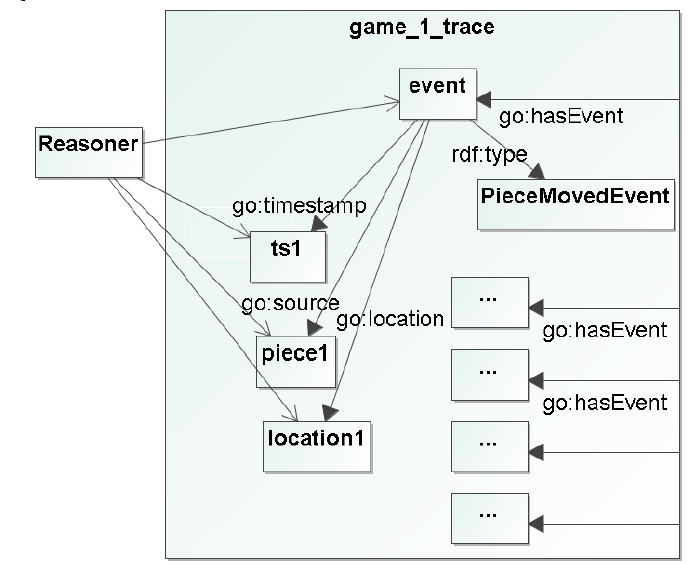 game_1_trace
event
go:hasEvent
Reasoner
rdf:type
PieceMovedEvent
go:timestamp
ts1
...
go:source
go:location
go:hasEvent
piece1
...
go:hasEvent
location1
...
...